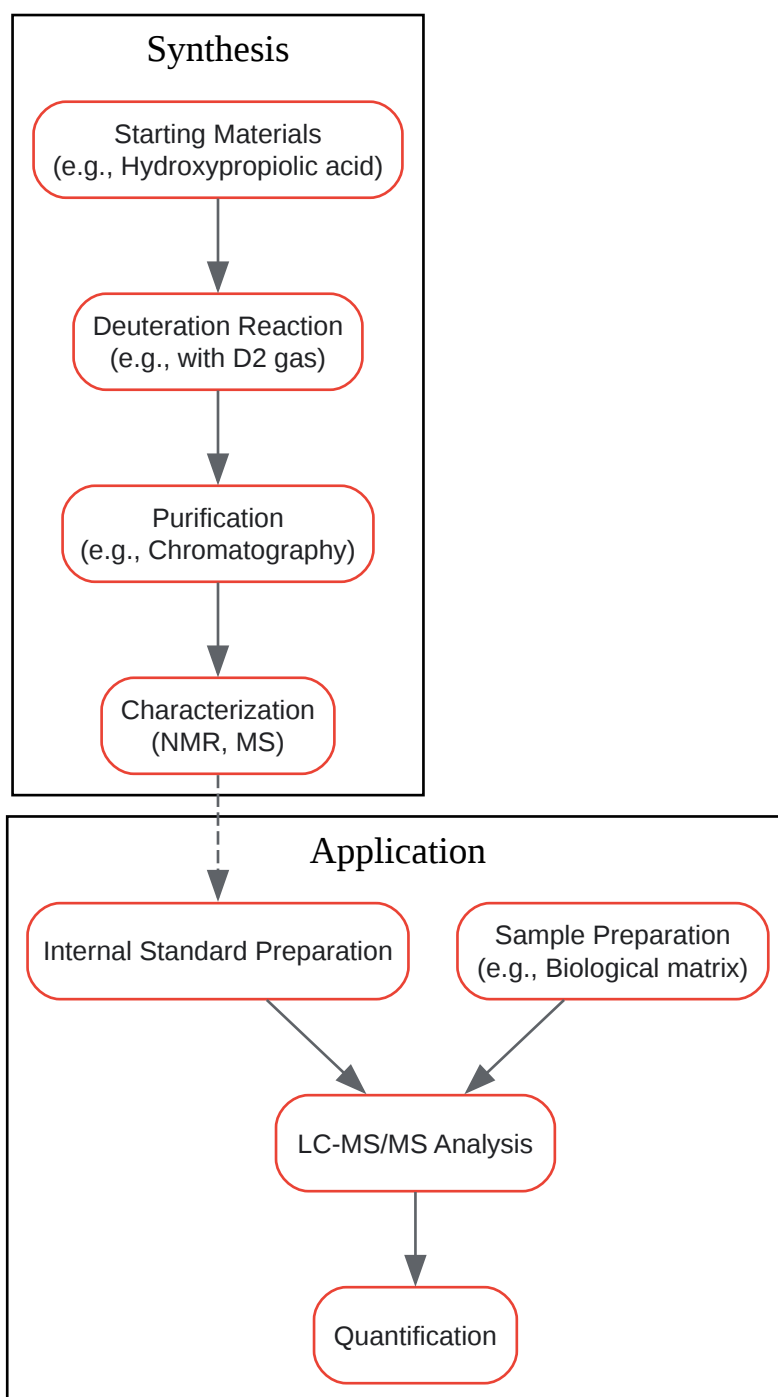 Synthesis
Starting Materials
(e.g., Hydroxypropiolic acid)
Deuteration Reaction
(e.g., with D2 gas)
Purification
(e.g., Chromatography)
Characterization
(NMR, MS)
Application
Internal Standard Preparation
Sample Preparation
(e.g., Biological matrix)
LC-MS/MS Analysis
Quantification